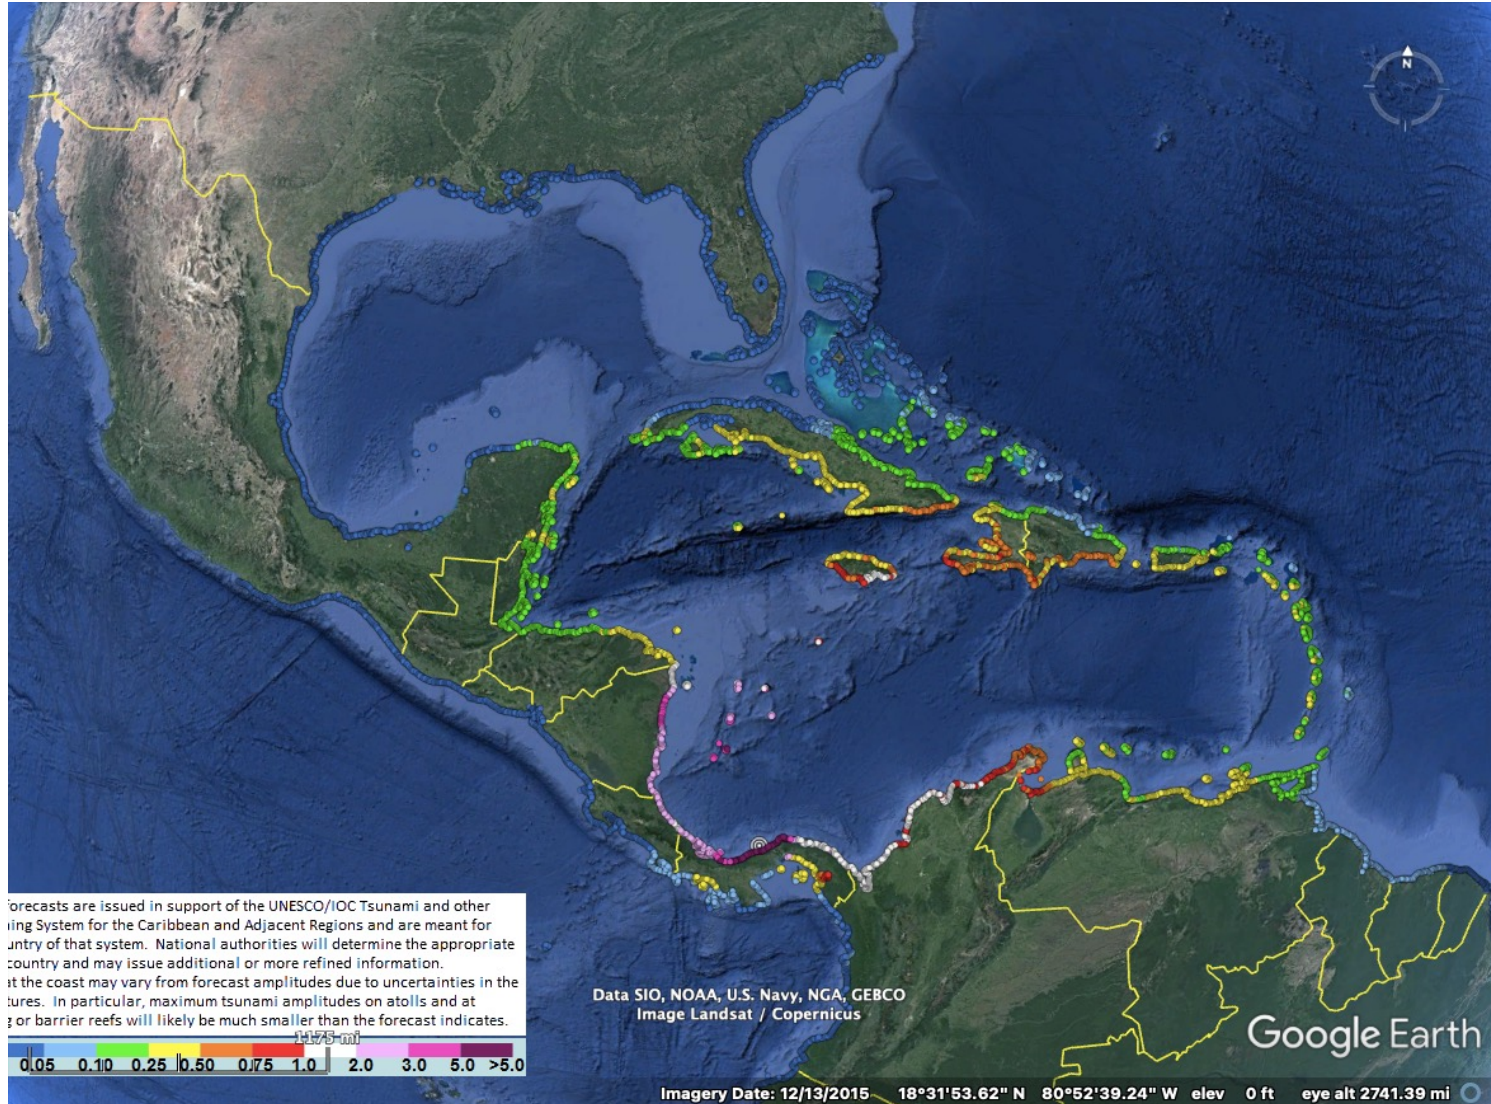 N
Forecasts are issued in support of the UNESCO/IOC Tsunami and other
ing System for the Caribbean and Adjacent Regions and are meant for
untry of that system. National authorities will determine the appropriate
country and may issue additional or more refined information.
at the coast may vary from forecast amplitudes due to uncertainties in the
tures. In particular, maximum tsunami amplitudes on atolls and at
g or barrier reefs will likely be much smaller than the forecast indicates.
1175 mi
0.05 0.10 0.25 0.50 0.75 1.0 2.0 3.0 5.0 >5.0
Data SIO, NOAA, U.S. Navy, NGA, GEBCO
Image Landsat / Copernicus
Google Earth
Imagery Date: 12/13/2015 18°31'53.62" N 80°52'39.24" W elev 0 ft eye alt 2741.39 mi